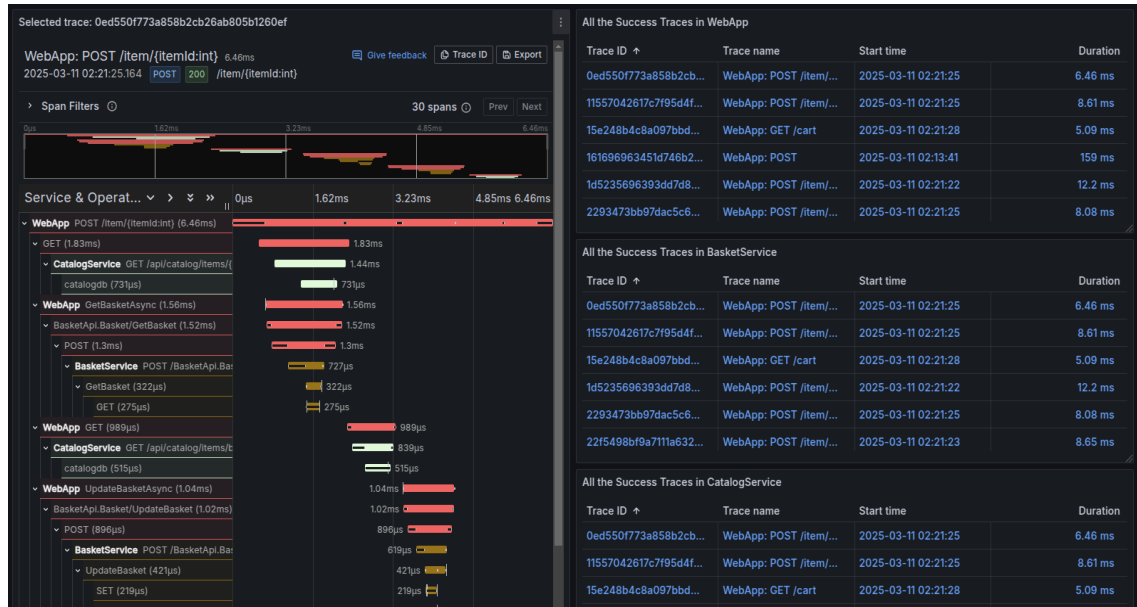 Selected trace: 0ed550f773a858b2cb26ab805b1260ef
WebApp: POST /item/{itemId:int} 6.46ms
Give feedback
Trace ID
Export
2025-03-11 02:21:25.164 POST 200 /item/{itemId:int}
Span Filters
30 spans
Prev
Next
0µs 1.62ms 3.23ms 4.85ms 6.46ms
Service & Operat...
0µs 1.62ms 3.23ms 4.85ms 6.46ms
WebApp POST /item/{itemId:int} (6.46ms)
GET (1.83ms) 1.83ms
CatalogService GET /api/catalog/items/{ 1.44ms
catalogdb (731µs) 731µs
WebApp GetBasketAsync (1.56ms) 1.56ms
BasketApi.Basket/GetBasket (1.52ms) 1.52ms
POST (1.3ms) 1.3ms
BasketService POST /BasketApi.Bas 727µs
GetBasket (322µs) 322µs
GET (275µs) 275µs
WebApp GET (989µs) 989µs
CatalogService GET /api/catalog/items/b 839µs
catalogdb (515µs) 515µs
WebApp UpdateBasketAsync (1.04ms) 1.04ms
BasketApi.Basket/UpdateBasket (1.02ms) 1.02ms
POST (896µs) 896µs
BasketService POST /BasketApi.Bas 619µs
UpdateBasket (421µs) 421µs
SET (219µs) 219µs
All the Success Traces in WebApp
Trace ID Trace name Start time Duration
0ed550f773a858b2cb... WebApp: POST /item/... 2025-03-11 02:21:25 6.46 ms
11557042617c7f95d4f... WebApp: POST /item/... 2025-03-11 02:21:25 8.61 ms
15e248b4c8a097bbd... WebApp: GET /cart 2025-03-11 02:21:28 5.09 ms
161696963451d746b2... WebApp: POST 2025-03-11 02:13:41 159 ms
1d5235696393dd7d8... WebApp: POST /item/... 2025-03-11 02:21:22 12.2 ms
2293473bb97dac5c6... WebApp: POST /item/... 2025-03-11 02:21:25 8.08 ms
All the Success Traces in BasketService
Trace ID Trace name Start time Duration
0ed550f773a858b2cb... WebApp: POST /item/... 2025-03-11 02:21:25 6.46 ms
11557042617c7f95d4f... WebApp: POST /item/... 2025-03-11 02:21:25 8.61 ms
15e248b4c8a097bbd... WebApp: GET /cart 2025-03-11 02:21:28 5.09 ms
1d5235696393dd7d8... WebApp: POST /item/... 2025-03-11 02:21:22 12.2 ms
2293473bb97dac5c6... WebApp: POST /item/... 2025-03-11 02:21:25 8.08 ms
22f5498bf9a7111a632... WebApp: POST /item/... 2025-03-11 02:21:23 8.65 ms
All the Success Traces in CatalogService
Trace ID Trace name Start time Duration
0ed550f773a858b2cb... WebApp: POST /item/... 2025-03-11 02:21:25 6.46 ms
11557042617c7f95d4f... WebApp: POST /item/... 2025-03-11 02:21:25 8.61 ms
15e248b4c8a097bbd... WebApp: GET /cart 2025-03-11 02:21:28 5.09 ms